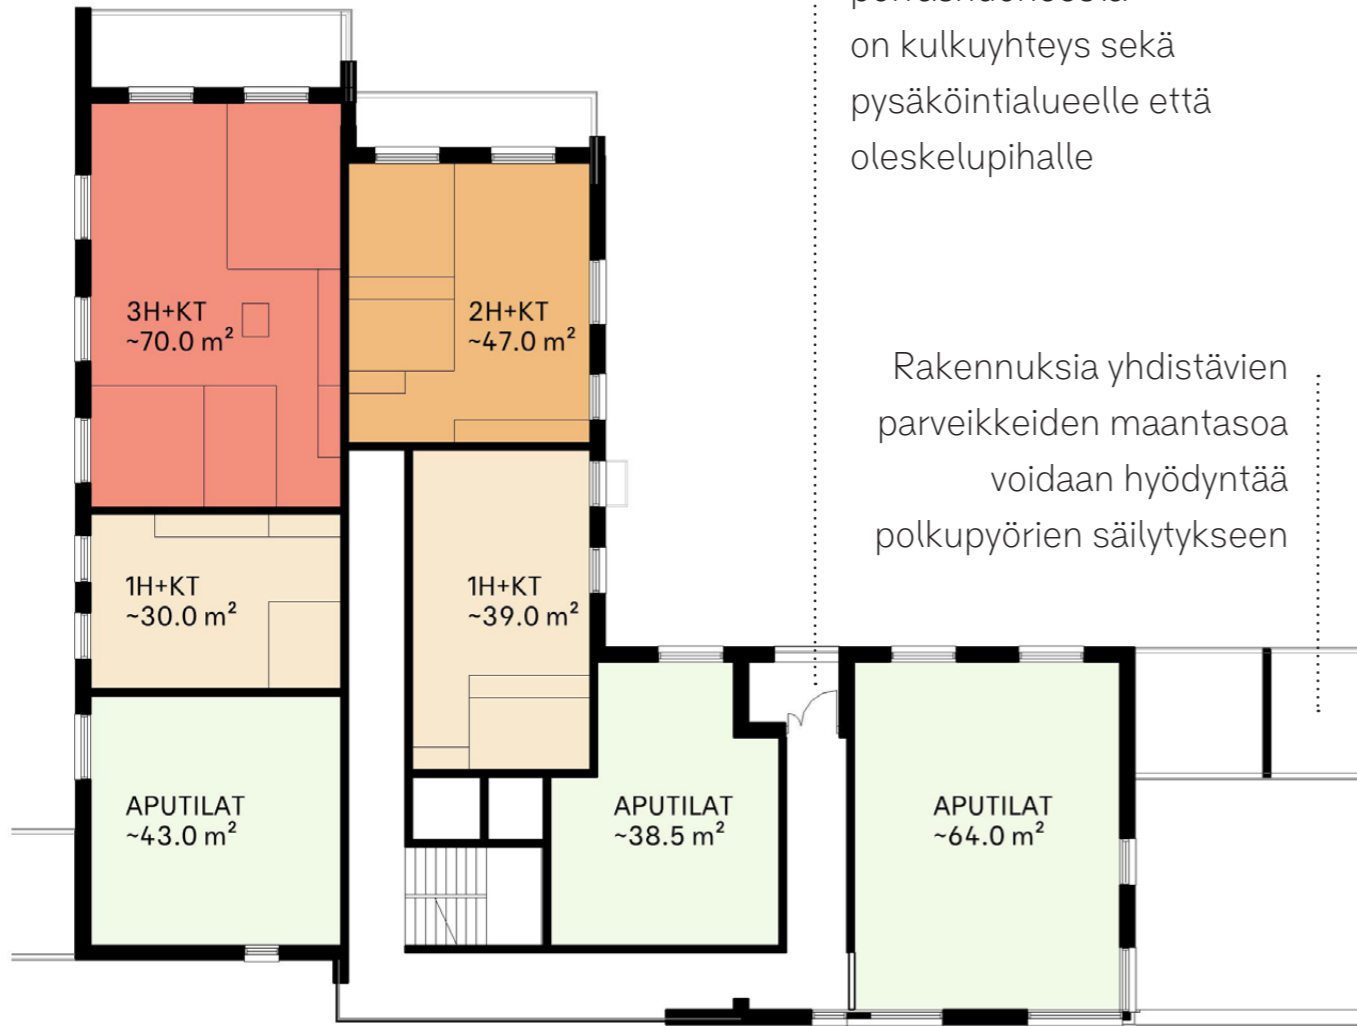 on kulkuyhteys sekä
pysäköintialueelle että
oleskelupihalle
3H+KT
~70.0 m²
2H+KT
~47.0 m²
Rakennuksia yhdistävien
parveikkeiden maantasoa
voidaan hyödyntää
polkupyörien säilytykseen
1H+KT
~30.0 m²
1H+KT
~39.0 m²
APUTILAT
~43.0 m²
APUTILAT
~38.5 m²
APUTILAT
~64.0 m²